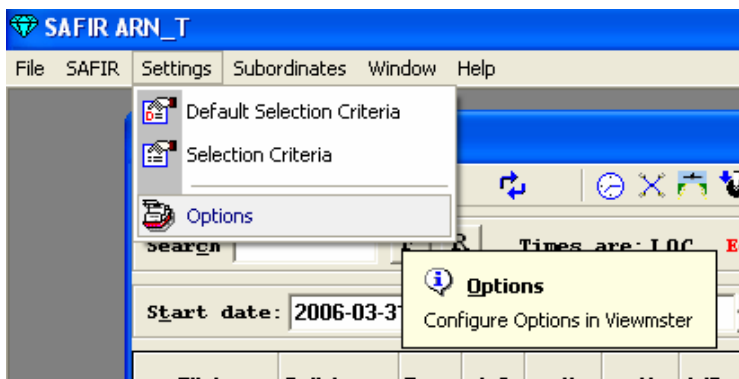 SAFIR ARN_T
File SAFIR Settings Subordinates Window Help
Default Selection Criteria
Selection Criteria
Options
Search R Times are: LOC
Options
Configure Options in Viewmster
Start date: 2006-03-3